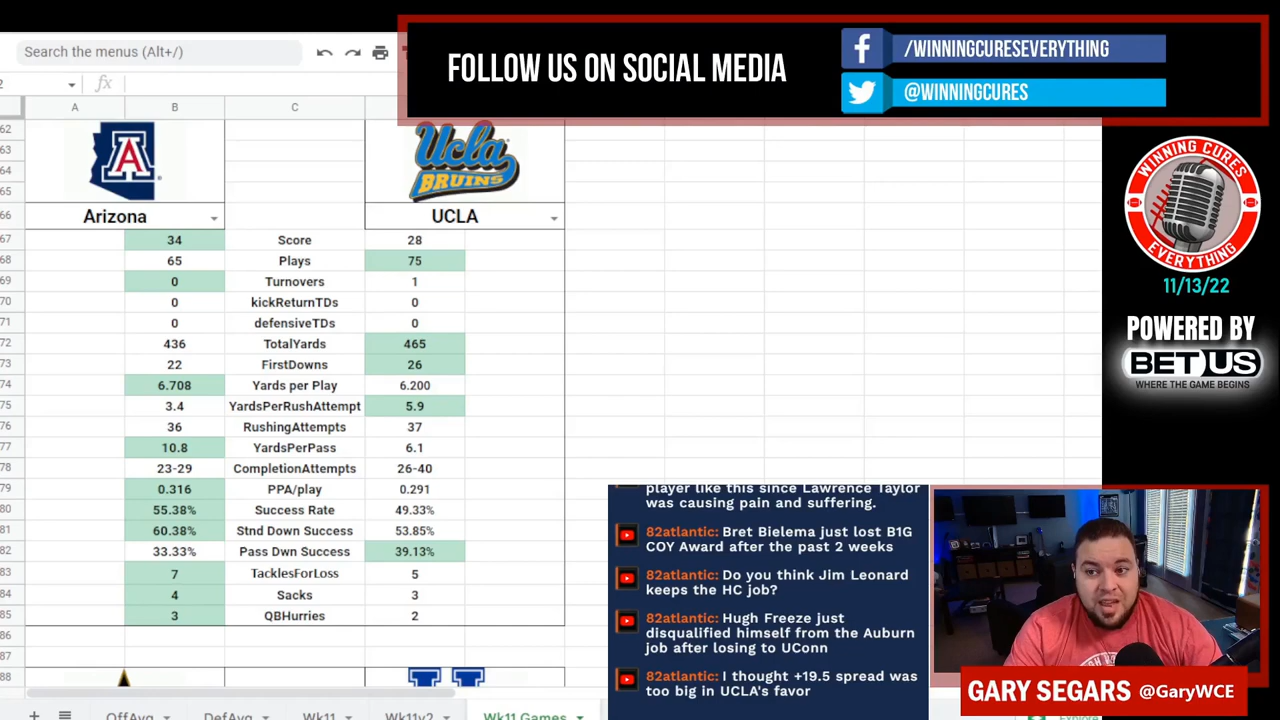 Search the menus (Alt+/)
FOLLOW US ON SOCIAL MEDIA
/WINNINGCURESEVERYTHING
@WINNINGCURES
fx
A B C
62
63
64
65
A
Ucla
BRUINS
66 Arizona UCLA
67 34 Score 28
68 65 Plays 75
69 0 Turnovers 1
70 0 kickReturnTDs 0
71 0 defensiveTDs 0
72 436 TotalYards 465
73 22 FirstDowns 26
74 6.708 Yards per Play 6.200
75 3.4 YardsPerRushAttempt 5.9
76 36 RushingAttempts 37
77 10.8 YardsPerPass 6.1
78 23-29 CompletionAttempts 26-40
79 0.316 PPA/play 0.291
80 55.38% Success Rate 49.33%
81 60.38% Stnd Down Success 53.85%
82 33.33% Pass Dwn Success 39.13%
83 7 TacklesForLoss 5
84 4 Sacks 3
85 3 QBHurries 2
86
87
88
OffAvg DefAvg Wk11 Wk11v2 Wk11 Games
Explore
WINNING CURES
EVERYTHING
11/13/22
POWERED BY
BETUS
WHERE THE GAME BEGINS
player like this since Lawrence Taylor
was causing pain and suffering.
82atlantic: Bret Bielema just lost B1G
COY Award after the past 2 weeks
82atlantic: Do you think Jim Leonard
keeps the HC job?
82atlantic: Hugh Freeze just
disqualified himself from the Auburn
job after losing to UConn
82atlantic: I thought +19.5 spread was
too big in UCLA's favor
GARY SEGARS @GaryWCE